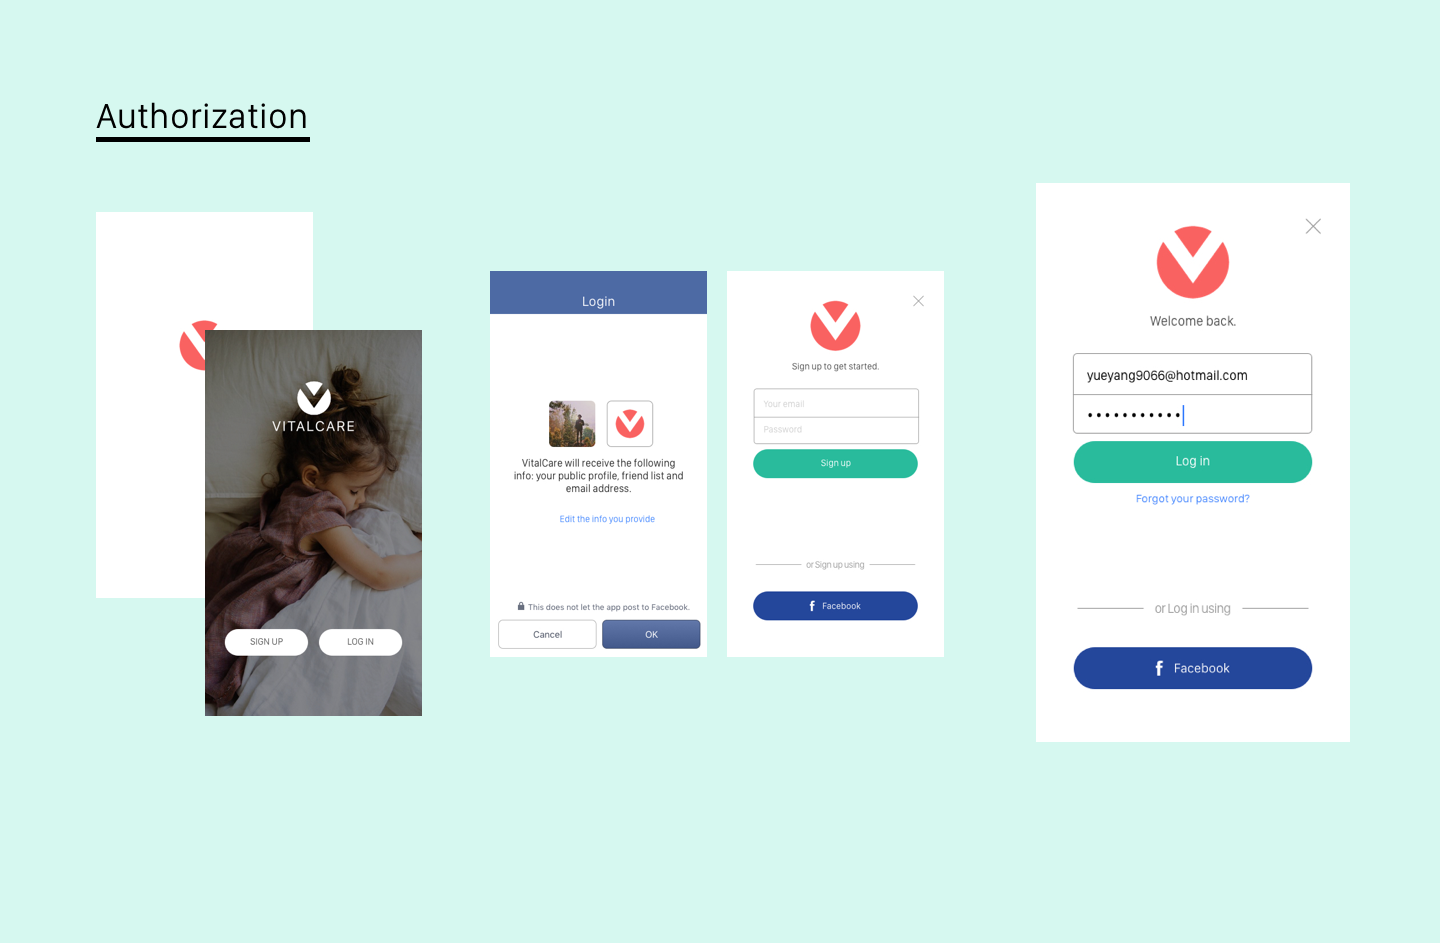 Authorization
VITALCARE
SIGN UP
LOG IN
Login
VitalCare will receive the following
info: your public profile, friend list and
email address.
Edit the info you provide
This does not let the app post to Facebook.
Cancel
OK
Sign up to get started.
Your email
Password
Sign up
or Sign up using
Facebook
Welcome back.
yueyang9066@hotmail.com
Log in
Forgot your password?
or Log in using
Facebook